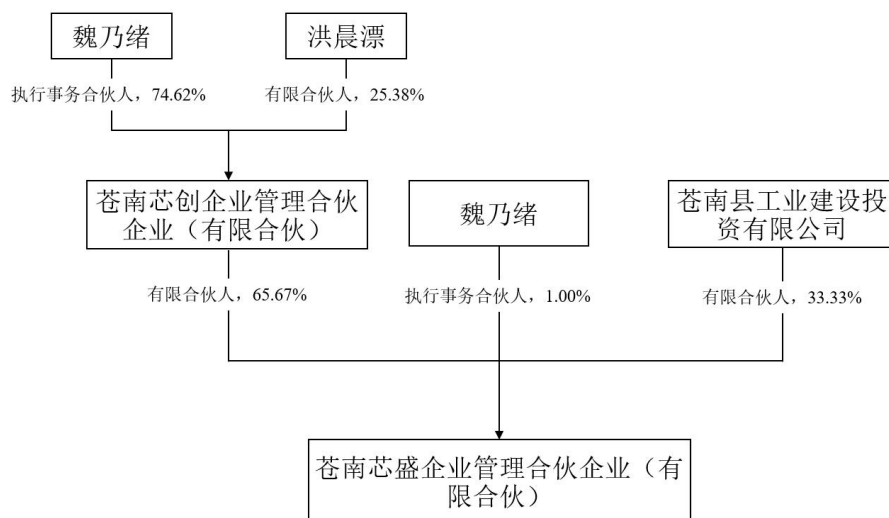 魏乃绪
洪晨漂
执行事务合伙人，74.62%
有限合伙人，25.38%
苍南芯创企业管理合伙
企业（有限合伙）
魏乃绪
苍南县工业建设投
资有限公司
有限合伙人，65.67%
执行事务合伙人，1.00%
有限合伙人，33.33%
苍南芯盛企业管理合伙企业（有
限合伙）